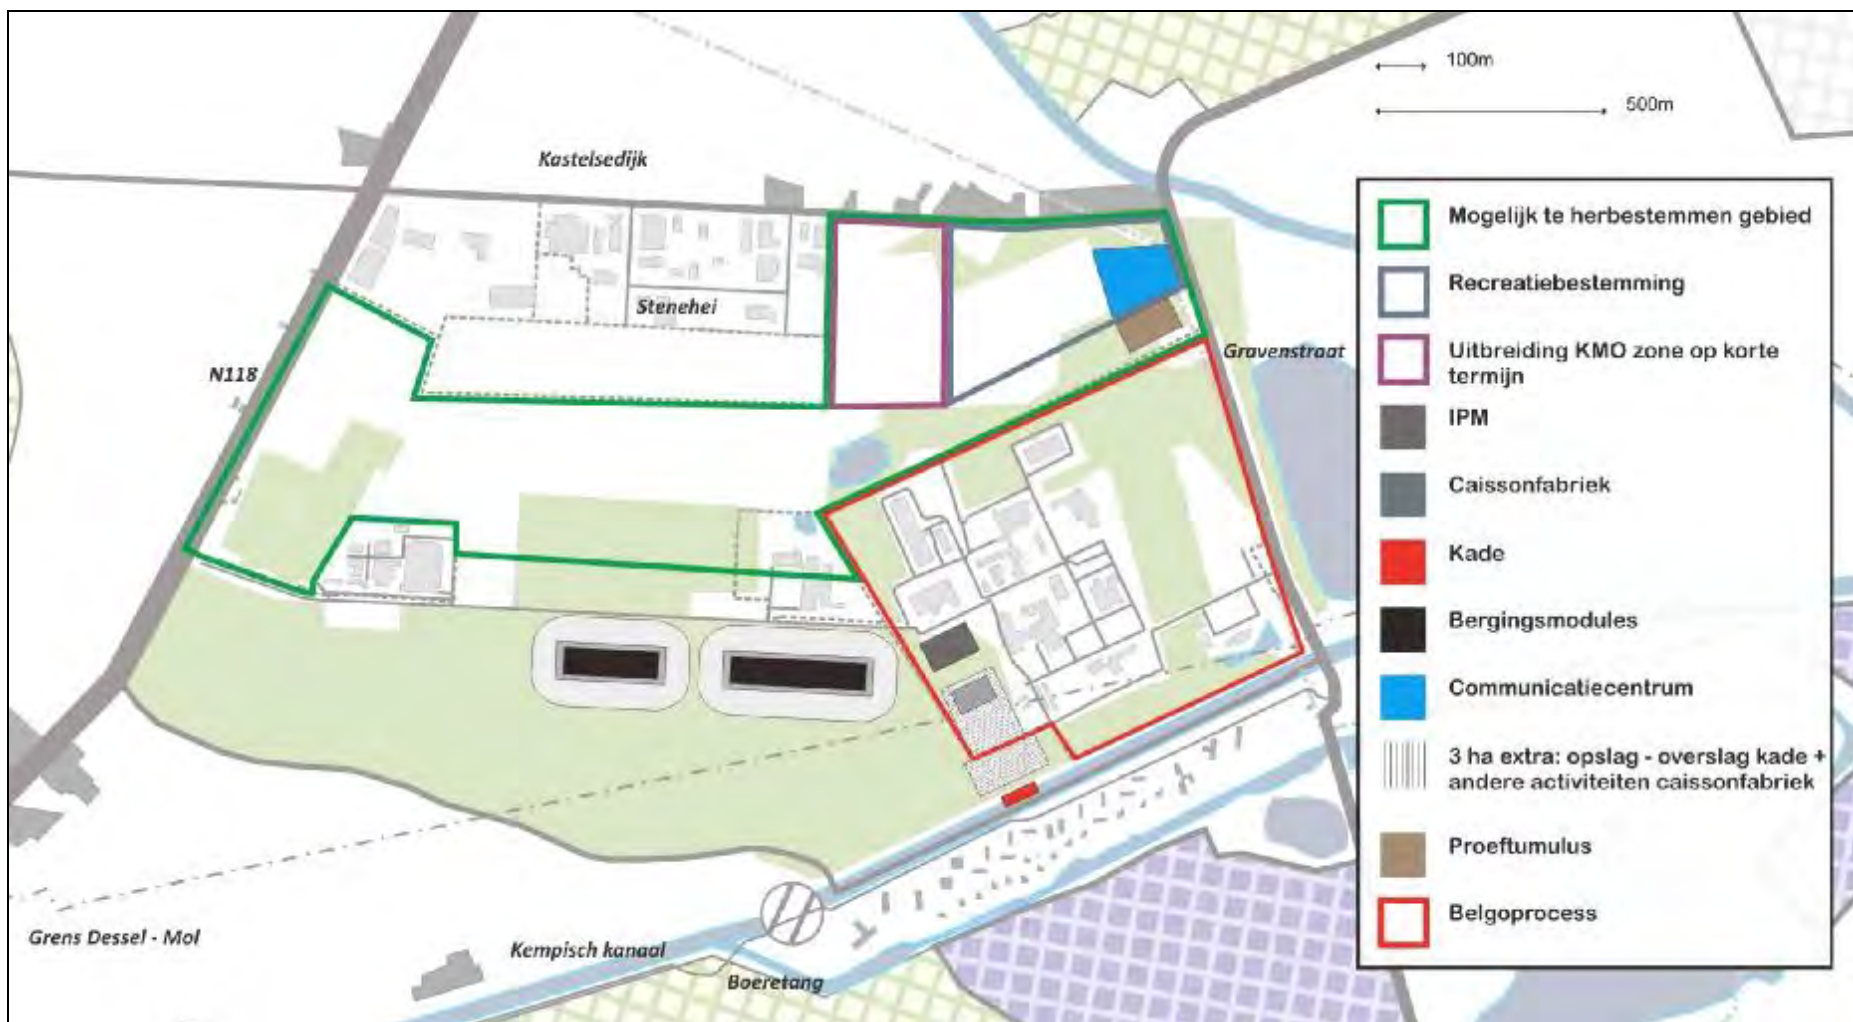 100m
500m
Kastelsedijk
Stenehei
N118
Gravenstraat
Grens Dessel - Mol
Kempisch kanaal
Boeretang
Mogelijk te herbestemmen gebied
Recreatiebestemming
Uitbreiding KMO zone op korte
termijn
IPM
Caissonfabriek
Kade
Bergingsmodules
Communicatiecentrum
3 ha extra: opslag - overslag kade +
andere activiteiten caissonfabriek
Proeftumulus
Belgoprocess